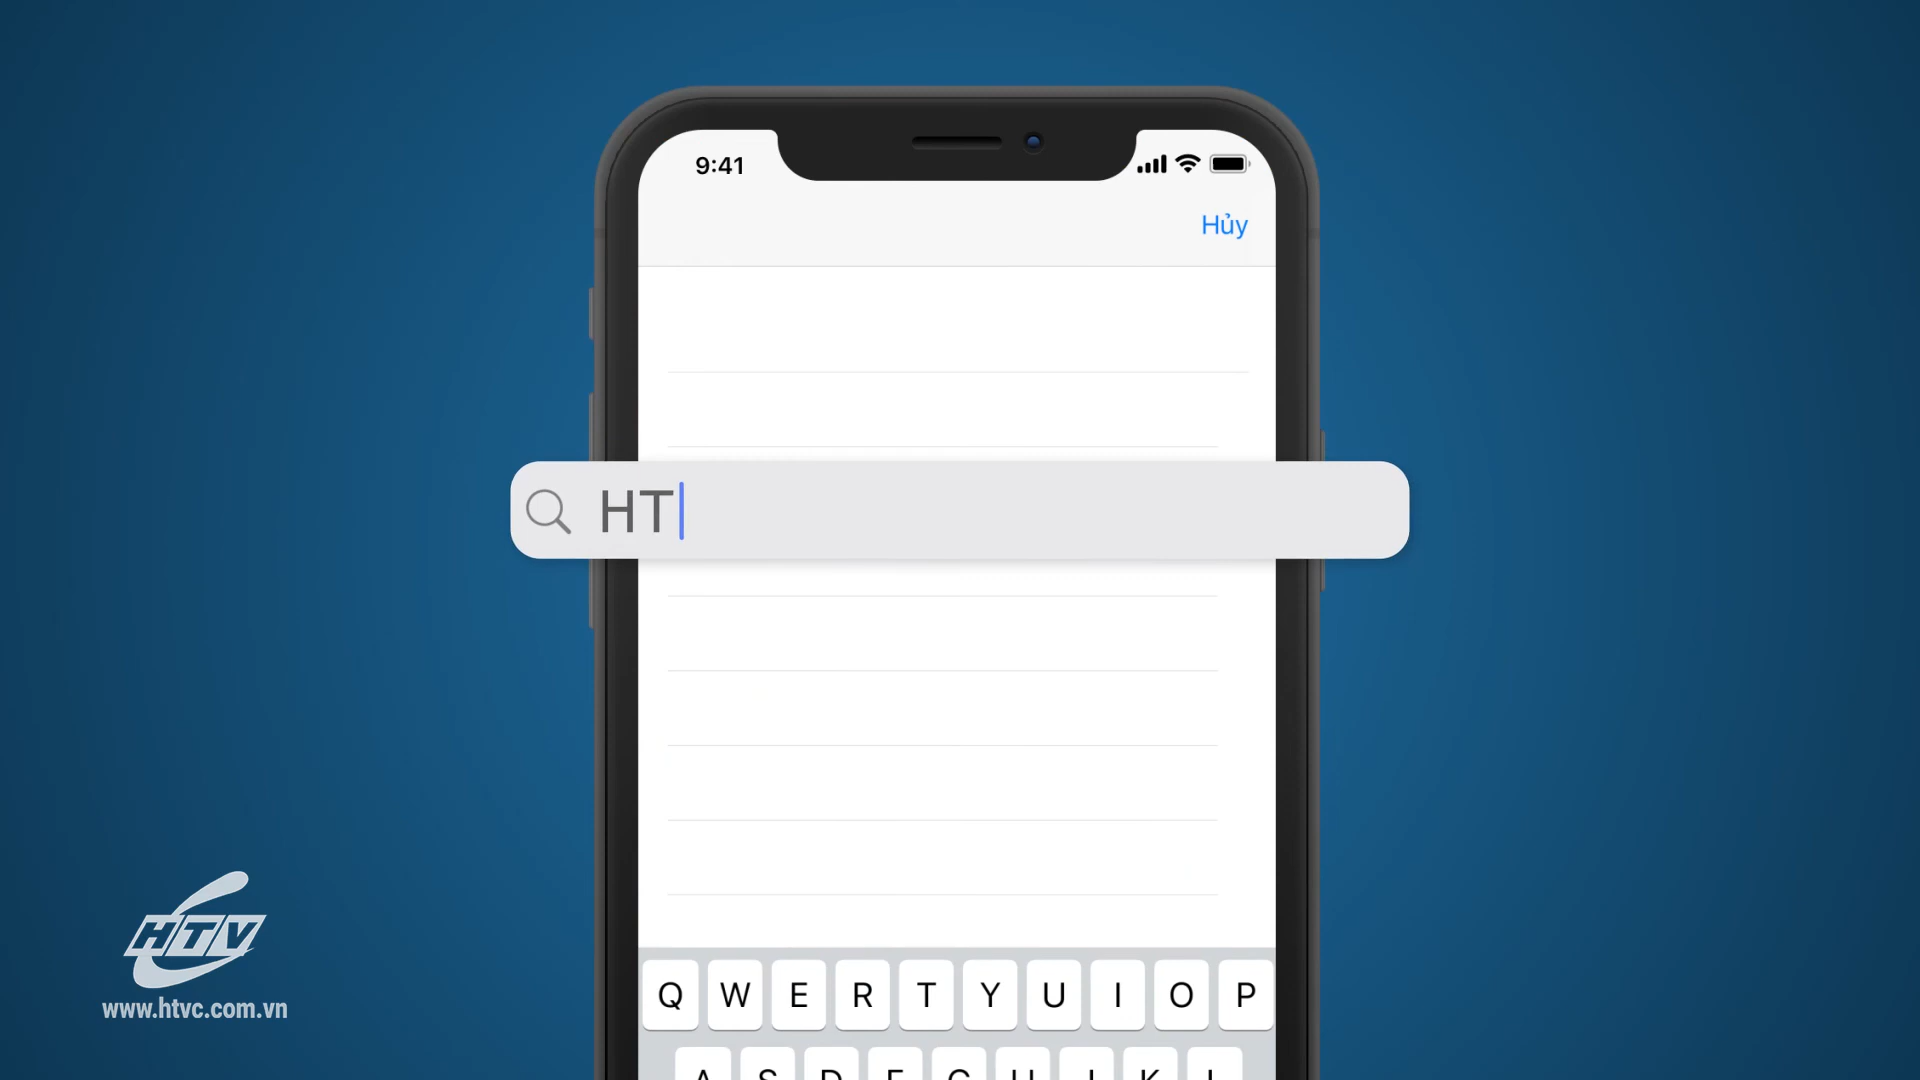 9:41
Hủy
HT
HTV
www.htvc.com.vn
Q W E R T Y U I O P
A S D F G H J K L